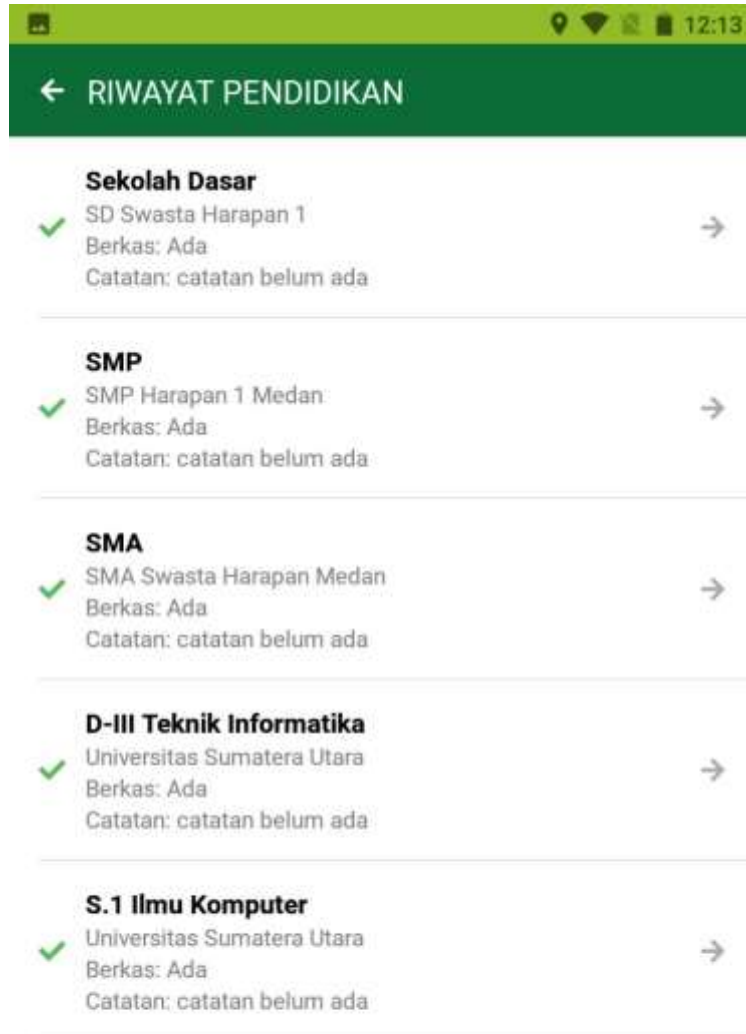 12:13
RIWAYAT PENDIDIKAN
Sekolah Dasar
SD Swasta Harapan 1
Berkas: Ada
Catatan: catatan belum ada
SMP
SMP Harapan 1 Medan
Berkas: Ada
Catatan: catatan belum ada
SMA
SMA Swasta Harapan Medan
Berkas: Ada
Catatan: catatan belum ada
D-III Teknik Informatika
Universitas Sumatera Utara
Berkas: Ada
Catatan: catatan belum ada
S.1 Ilmu Komputer
Universitas Sumatera Utara
Berkas: Ada
Catatan: catatan belum ada